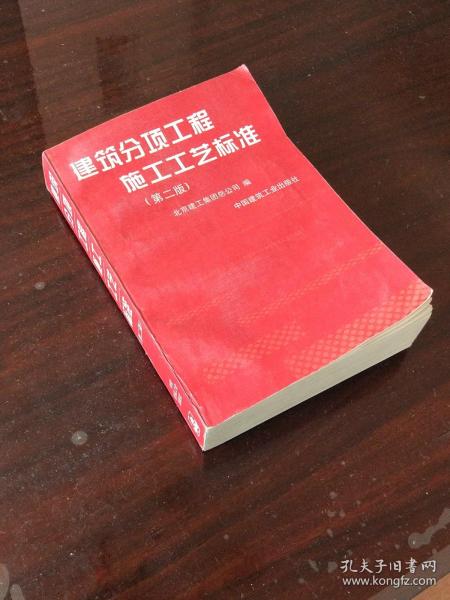 建筑分项工程
施工工艺标准
(第二版)
北京建工集团总公司 编
中国建筑工业出版社
孔夫子旧书网
www.kongfz.com